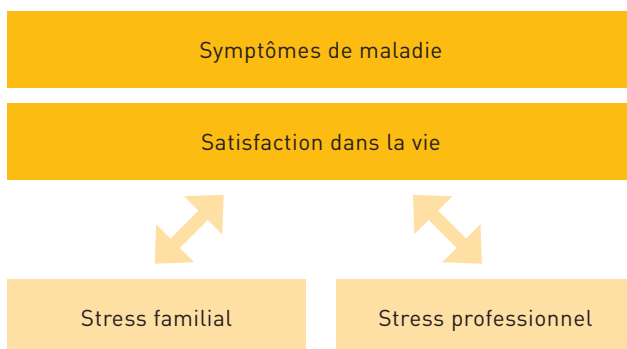 Symptômes de maladie
Satisfaction dans la vie
Stress familial
Stress professionnel